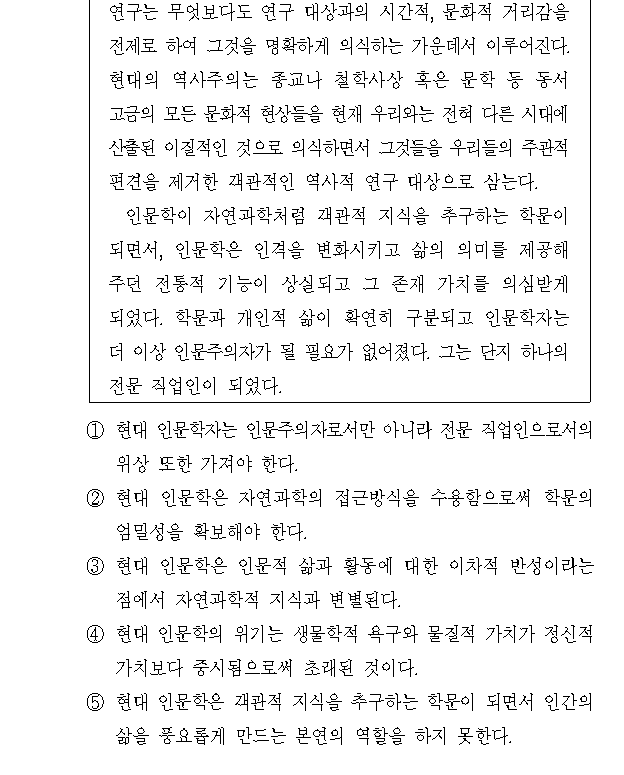 연구는 무엇보다도 연구 대상과의 시간적, 문화적 거리감을
전제로 하여 그것을 명확하게 의식하는 가운데서 이루어진다.
현대의 역사주의는 종교나 철학사상 혹은 문학 등 동서
고금의 모든 문화적 현상들을 현재 우리와는 전혀 다른 시대에
산출된 이질적인 것으로 의식하면서 그것들을 우리들의 주관적
편견을 제거한 객관적인 역사적 연구 대상으로 삼는다.
인문학이 자연과학처럼 객관적 지식을 추구하는 학문이
되면서, 인문학은 인격을 변화시키고 삶의 의미를 제공해
주던 전통적 기능이 상실되고 그 존재 가치를 의심받게
되었다. 학문과 개인적 삶이 확연히 구분되고 인문학자는
더 이상 인문주의자가 될 필요가 없어졌다. 그는 단지 하나의
전문 직업인이 되었다.
① 현대 인문학자는 인문주의자로서만 아니라 전문 직업인으로서의
위상 또한 가져야 한다.
② 현대 인문학은 자연과학의 접근방식을 수용함으로써 학문의
엄밀성을 확보해야 한다.
③ 현대 인문학은 인문적 삶과 활동에 대한 이차적 반성이라는
점에서 자연과학적 지식과 변별된다.
④ 현대 인문학의 위기는 생물학적 욕구와 물질적 가치가 정신적
가치보다 중시됨으로써 초래된 것이다.
⑤ 현대 인문학은 객관적 지식을 추구하는 학문이 되면서 인간의
삶을 풍요롭게 만드는 본연의 역할을 하지 못한다.